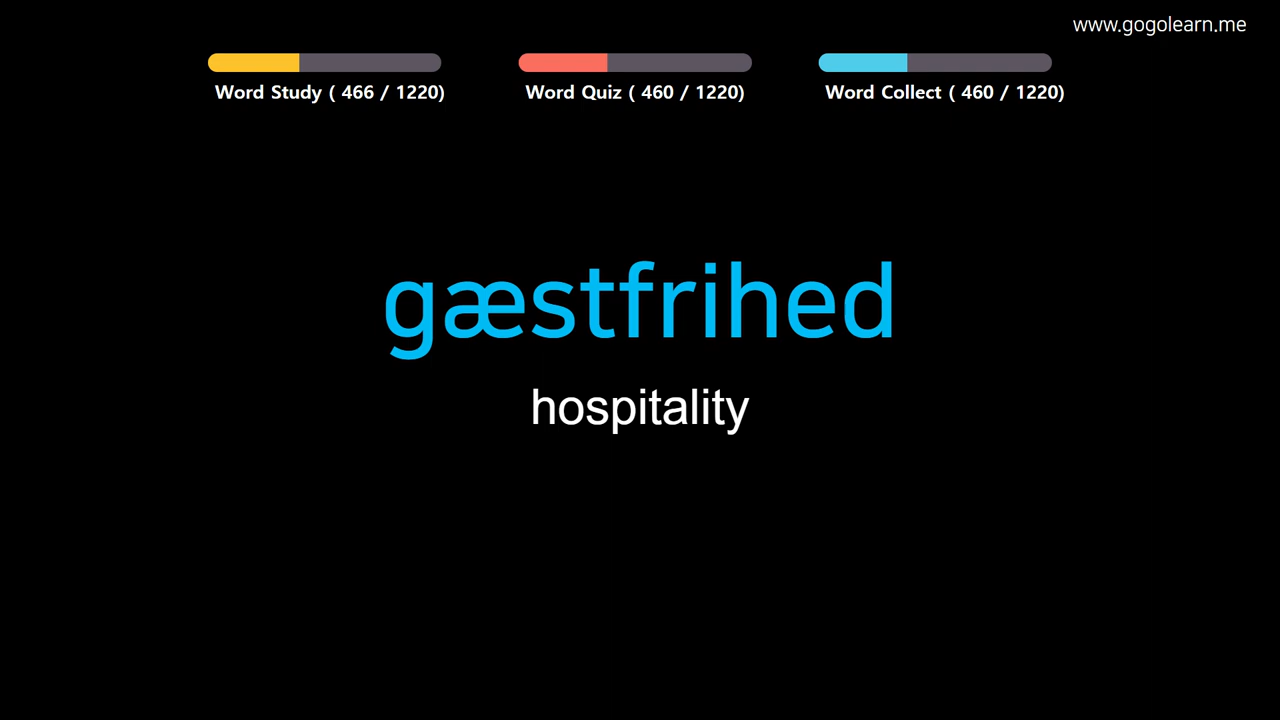 www.gogolearn.me
Word Study ( 466 / 1220)
Word Quiz ( 460 / 1220)
Word Collect ( 460 / 1220)
gæstfrihed
hospitality